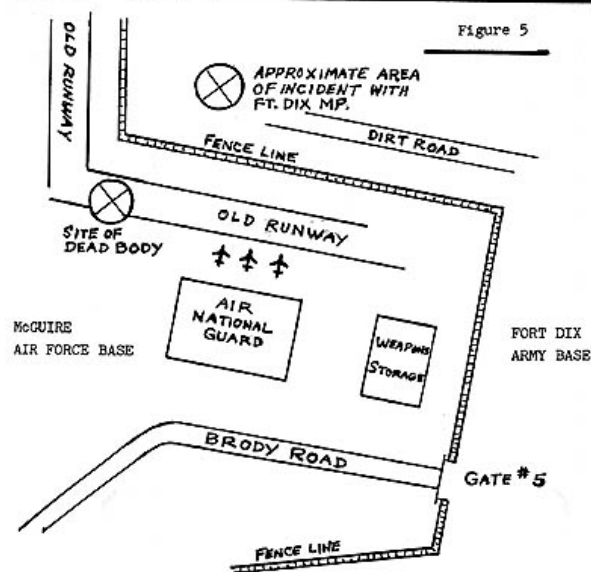 Figure 5
OLD RUNWAY
APPROXIMATE AREA
OF INCIDENT WITH
FT. DIX MP.
DIRT ROAD
FENCE LINE
OLD RUNWAY
SITE OF
DEAD BODY
AIR
NATIONAL
GUARD
WEAPONS
STORAGE
McGUIRE
AIR FORCE BASE
FORT DIX
ARMY BASE
BRODY ROAD
GATE #5
FENCE LINE